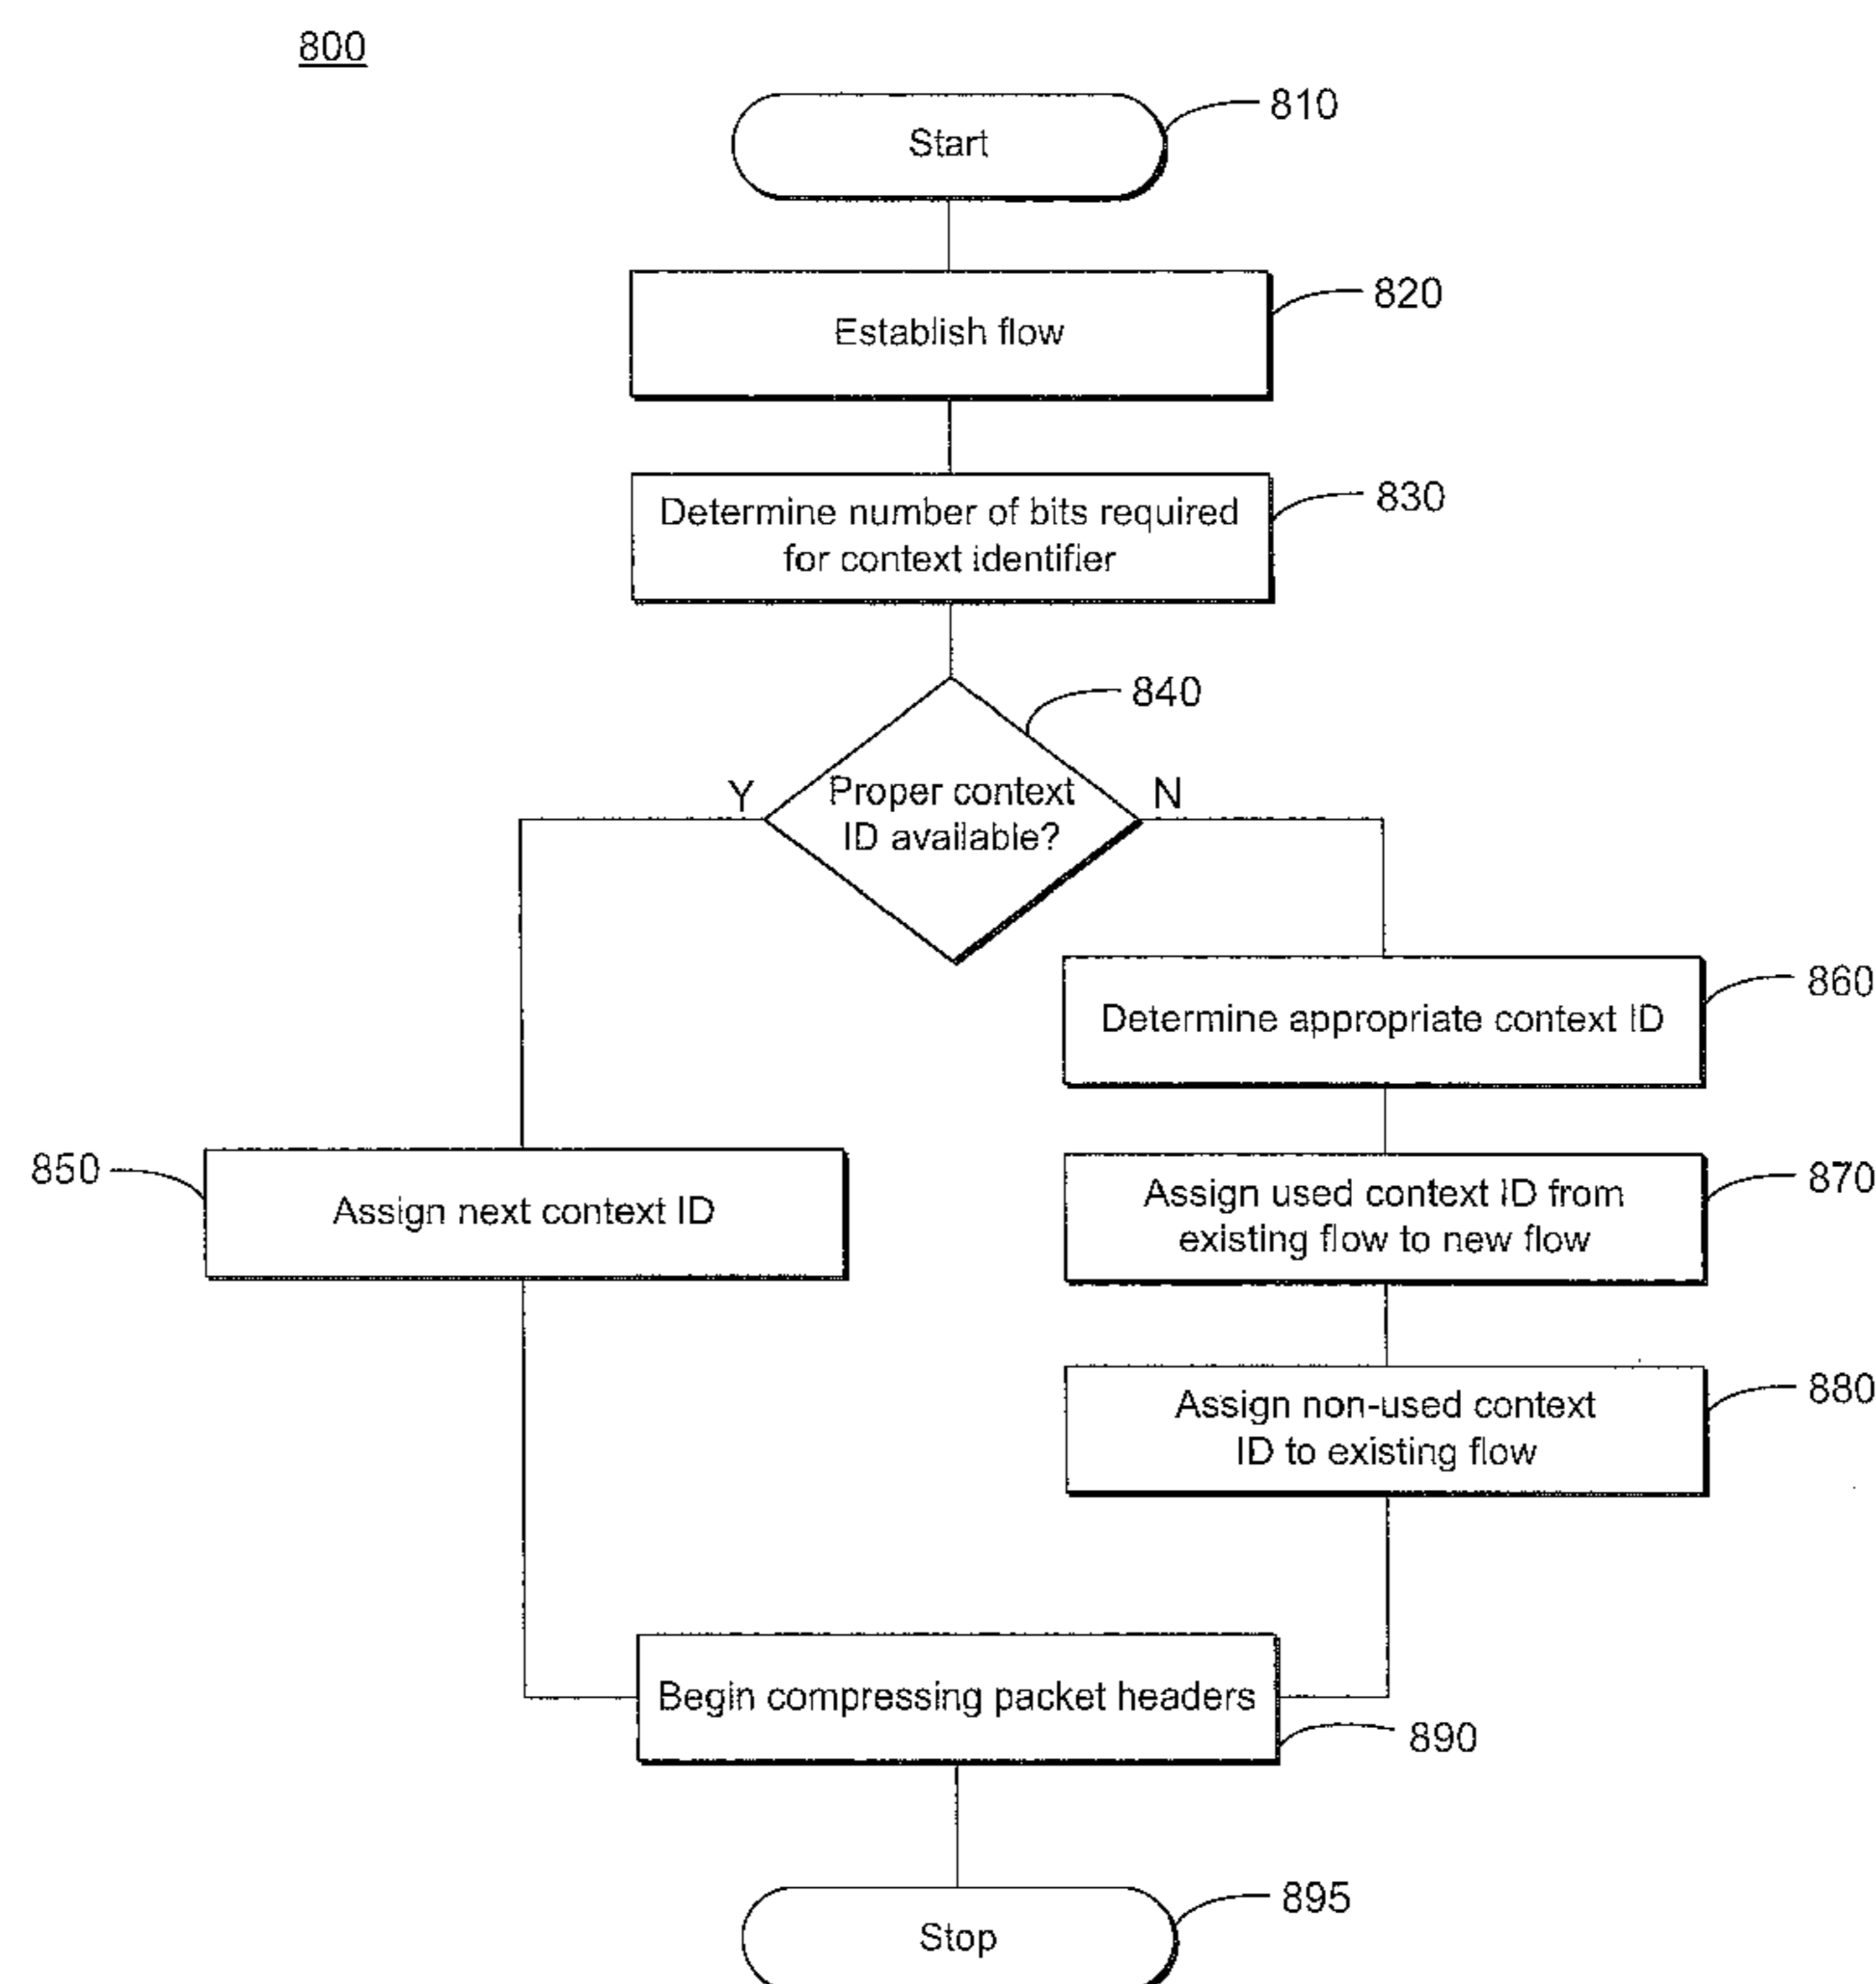 800
810
Start
820
Establish flow
830
Determine number of bits required
for context identifier
840
Y
N
Proper context
ID available?
860
Determine appropriate context ID
850
Assign next context ID
870
Assign used context ID from
existing flow to new flow
880
Assign non-used context
ID to existing flow
Begin compressing packet headers
890
895
Stop